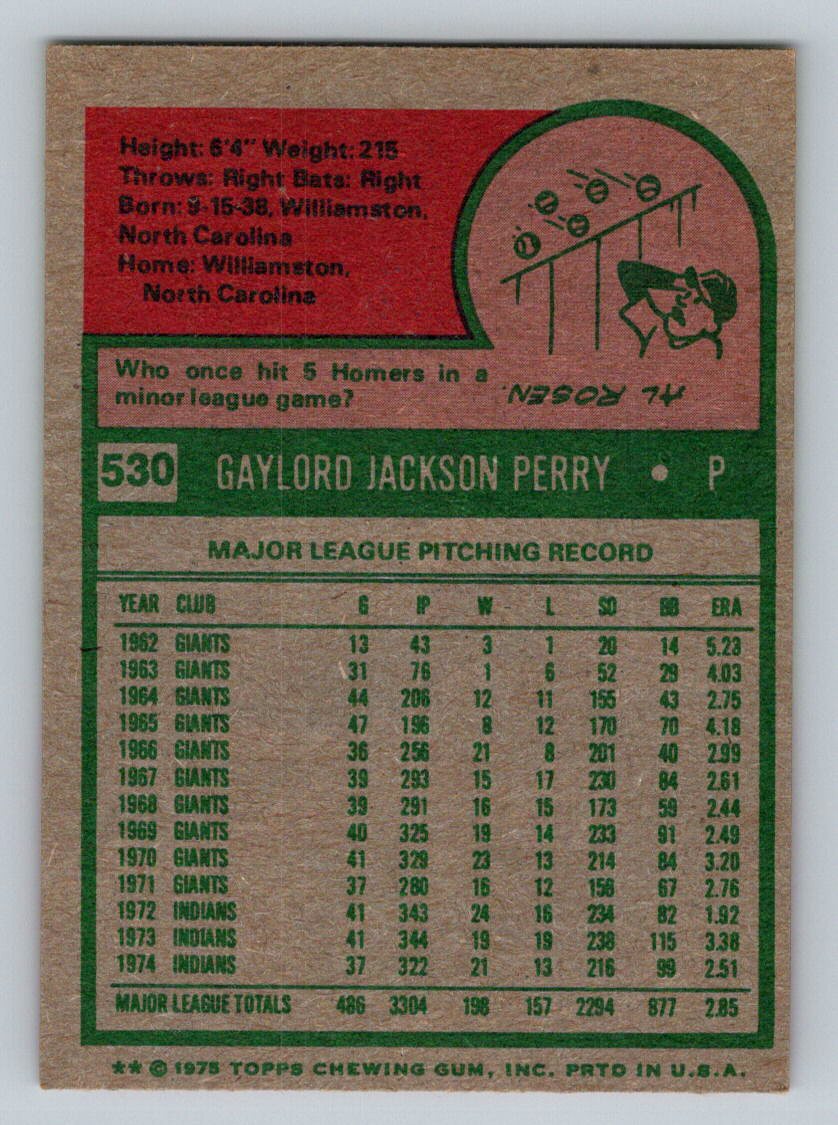 Height: 6'4" Weight: 215
Throws: Right Bats: Right
Born: 9-15-38, Williamston,
North Carolina
Home: Williamston,
North Carolina
Who once hit 5 Homers in a
minor league game?
AL ROSEN.
530 GAYLORD JACKSON PERRY • P
MAJOR LEAGUE PITCHING RECORD
YEAR CLUB G IP W L SO BB ERA
1962 GIANTS 13 43 3 1 20 14 5.23
1963 GIANTS 31 76 1 6 52 29 4.03
1964 GIANTS 44 206 12 11 155 43 2.75
1965 GIANTS 47 196 8 12 170 70 4.18
1966 GIANTS 36 256 21 8 201 40 2.99
1967 GIANTS 39 293 15 17 230 84 2.61
1968 GIANTS 39 291 16 15 173 59 2.44
1969 GIANTS 40 325 19 14 233 91 2.49
1970 GIANTS 41 329 23 13 214 84 3.20
1971 GIANTS 37 280 16 12 158 67 2.76
1972 INDIANS 41 343 24 16 234 82 1.92
1973 INDIANS 41 344 19 19 238 115 3.38
1974 INDIANS 37 322 21 13 216 99 2.51
MAJOR LEAGUE TOTALS 486 3304 198 157 2294 877 2.85
** © 1975 TOPPS CHEWING GUM, INC. PRTD IN U.S.A.